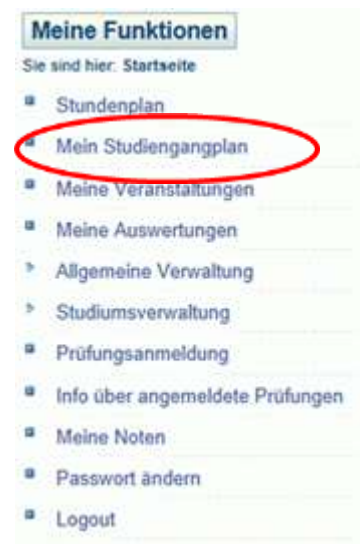 Meine Funktionen
Sie sind hier: Startseite
Stundenplan
Mein Studiengangplan
Meine Veranstaltungen
Meine Auswertungen
Allgemeine Verwaltung
Studiumsverwaltung
Prüfungsanmeldung
Info über angemeldete Prüfungen
Meine Noten
Passwort ändern
Logout